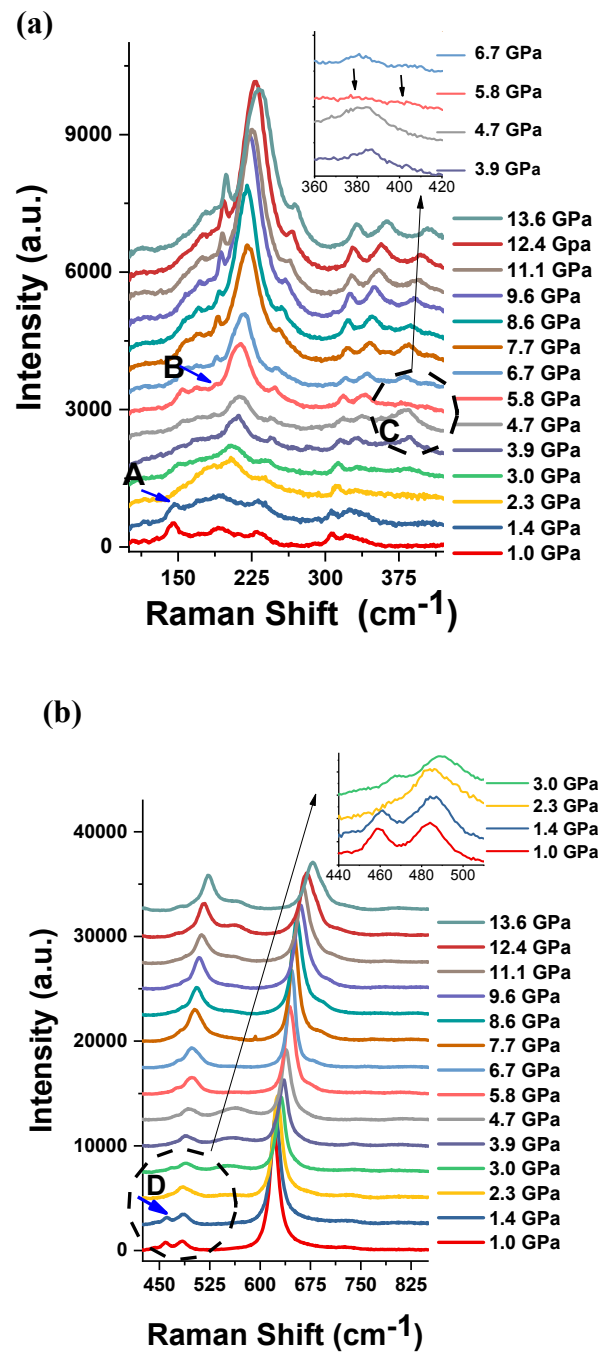 (a)
6.7 GPa
5.8 GPa
4.7 GPa
3.9 GPa
360 380 400 420
9000
6000
3000
0
Intensity (a.u.)
A
B
C
13.6 GPa
12.4 Gpa
11.1 GPa
9.6 GPa
8.6 GPa
7.7 GPa
6.7 GPa
5.8 GPa
4.7 GPa
3.9 GPa
3.0 GPa
2.3 GPa
1.4 GPa
1.0 GPa
150 225 300 375
Raman Shift (cm⁻¹)
(b)
3.0 GPa
2.3 GPa
1.4 GPa
1.0 GPa
440 460 480 500
40000
30000
20000
10000
0
Intensity (a.u.)
D
13.6 GPa
12.4 GPa
11.1 GPa
9.6 GPa
8.6 GPa
7.7 GPa
6.7 GPa
5.8 GPa
4.7 GPa
3.9 GPa
3.0 GPa
2.3 GPa
1.4 GPa
1.0 GPa
450 525 600 675 750 825
Raman Shift (cm⁻¹)